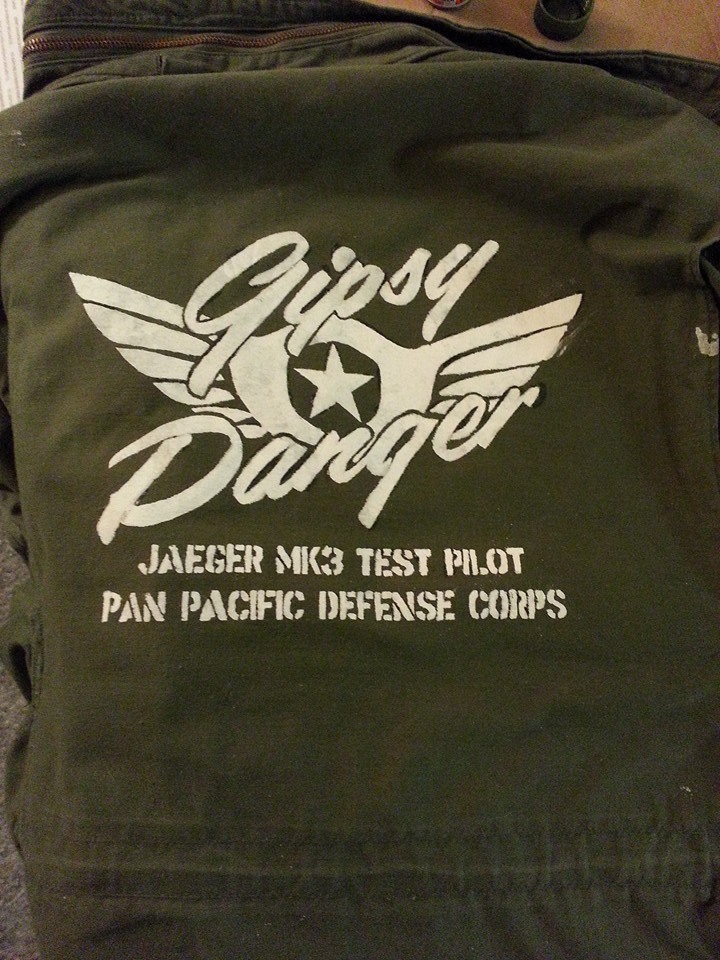 Gipsy
Danger
JAEGER MK3 TEST PILOT
PAN PACIFIC DEFENSE CORPS